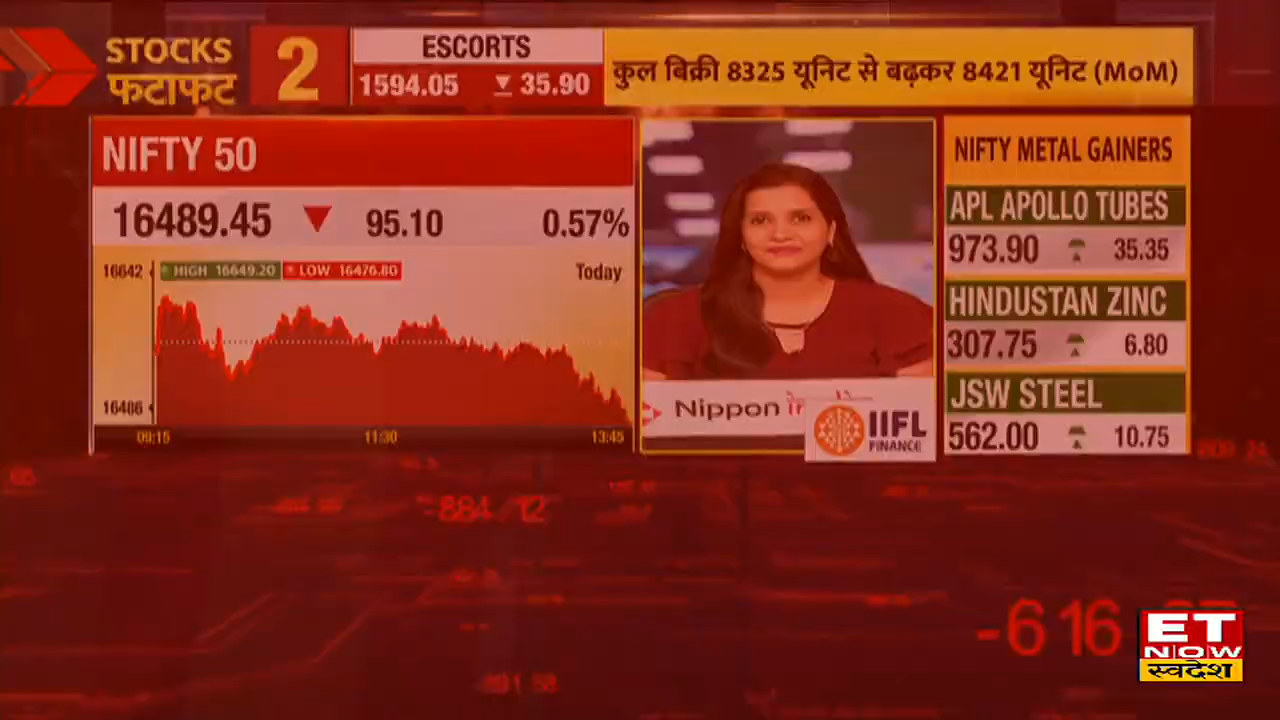 STOCKS
फटाफट
2
ESCORTS
1594.05 35.90
कुल बिक्री 8325 यूनिट से बढ़कर 8421 यूनिट (MoM)
NIFTY 50
16489.45 95.10 0.57%
16642 HIGH 16649.20 LOW 16476.80 Today
16486
09:15 11:30 13:45
Nippon
IIFL
FINANCE
NIFTY METAL GAINERS
APL APOLLO TUBES
973.90 35.35
HINDUSTAN ZINC
307.75 6.80
JSW STEEL
562.00 10.75
-884 12
-616
ET
NOW
स्वदेश